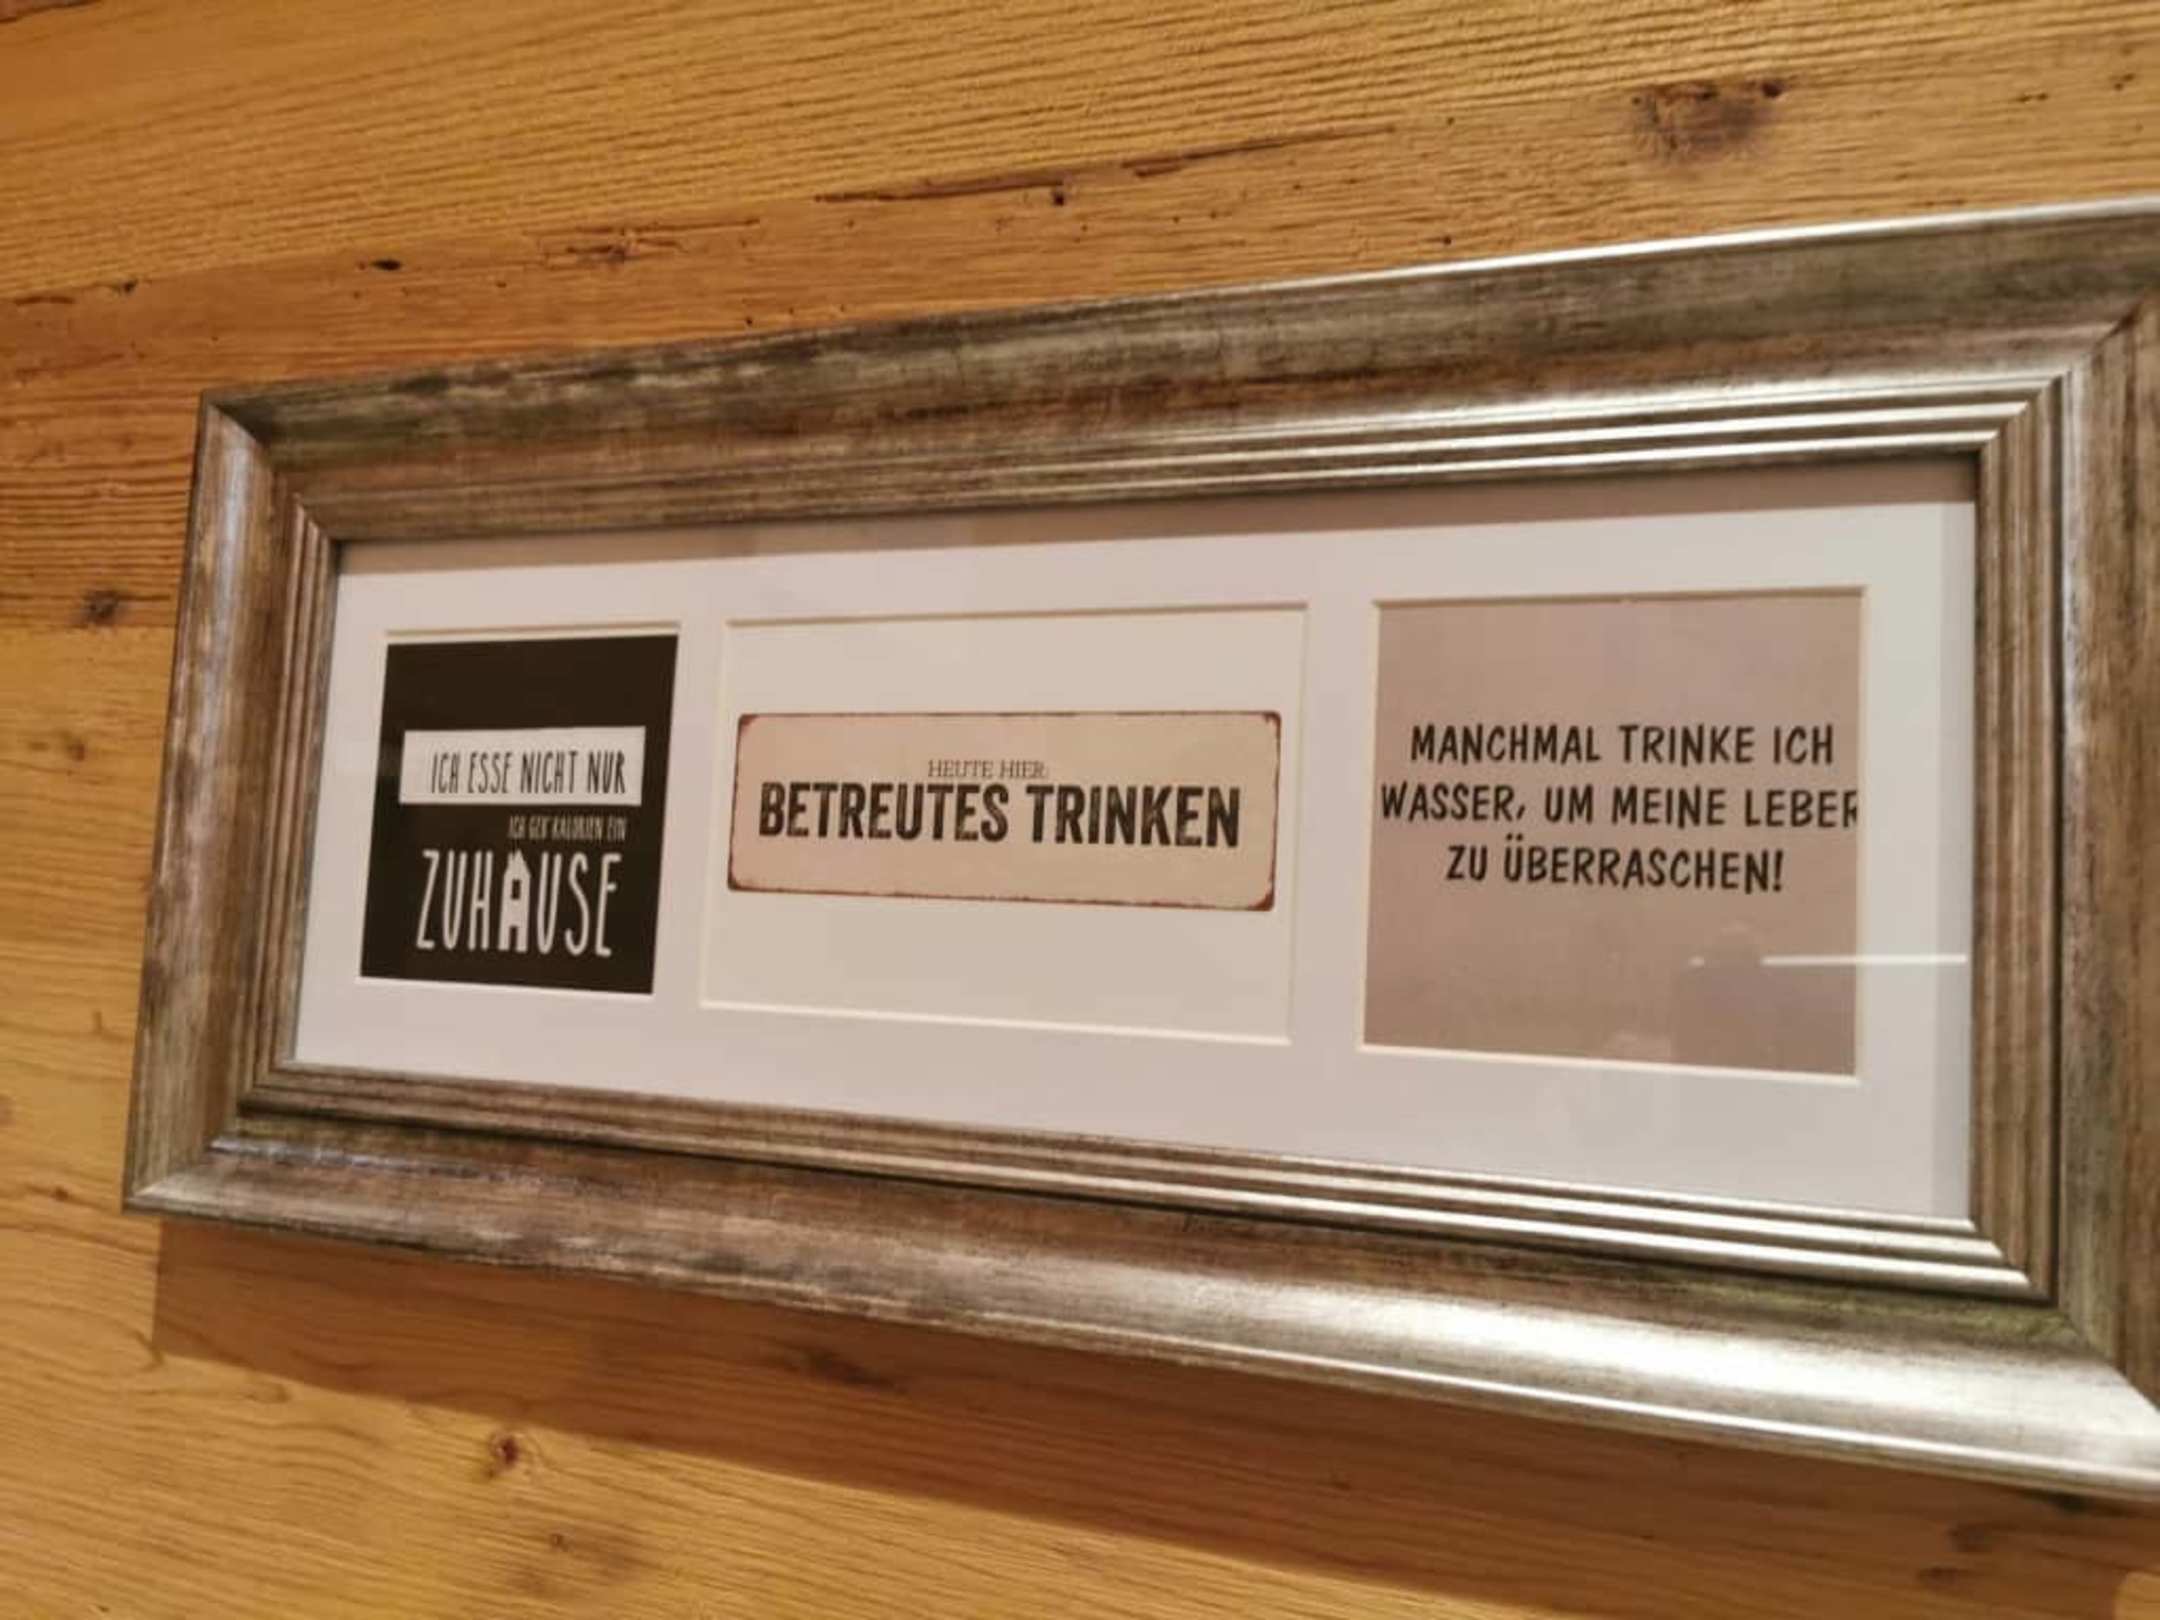 ICH ESSE NICHT NUR
ICH GEB' KALORIEN EIN
ZUHAUSE
HEUTE HIER:
BETREUTES TRINKEN
MANCHMAL TRINKE ICH
WASSER, UM MEINE LEBER
ZU ÜBERRASCHEN!